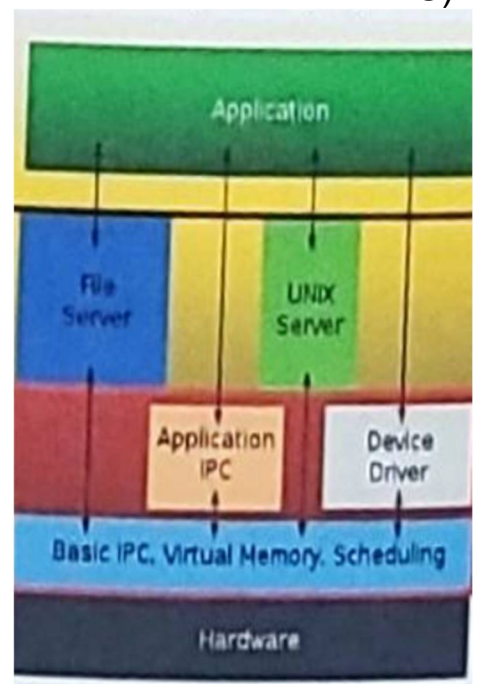 Application
File
Server
UNIX
Server
Application
IPC
Device
Driver
Basic IPC, Virtual Memory, Scheduling
Hardware